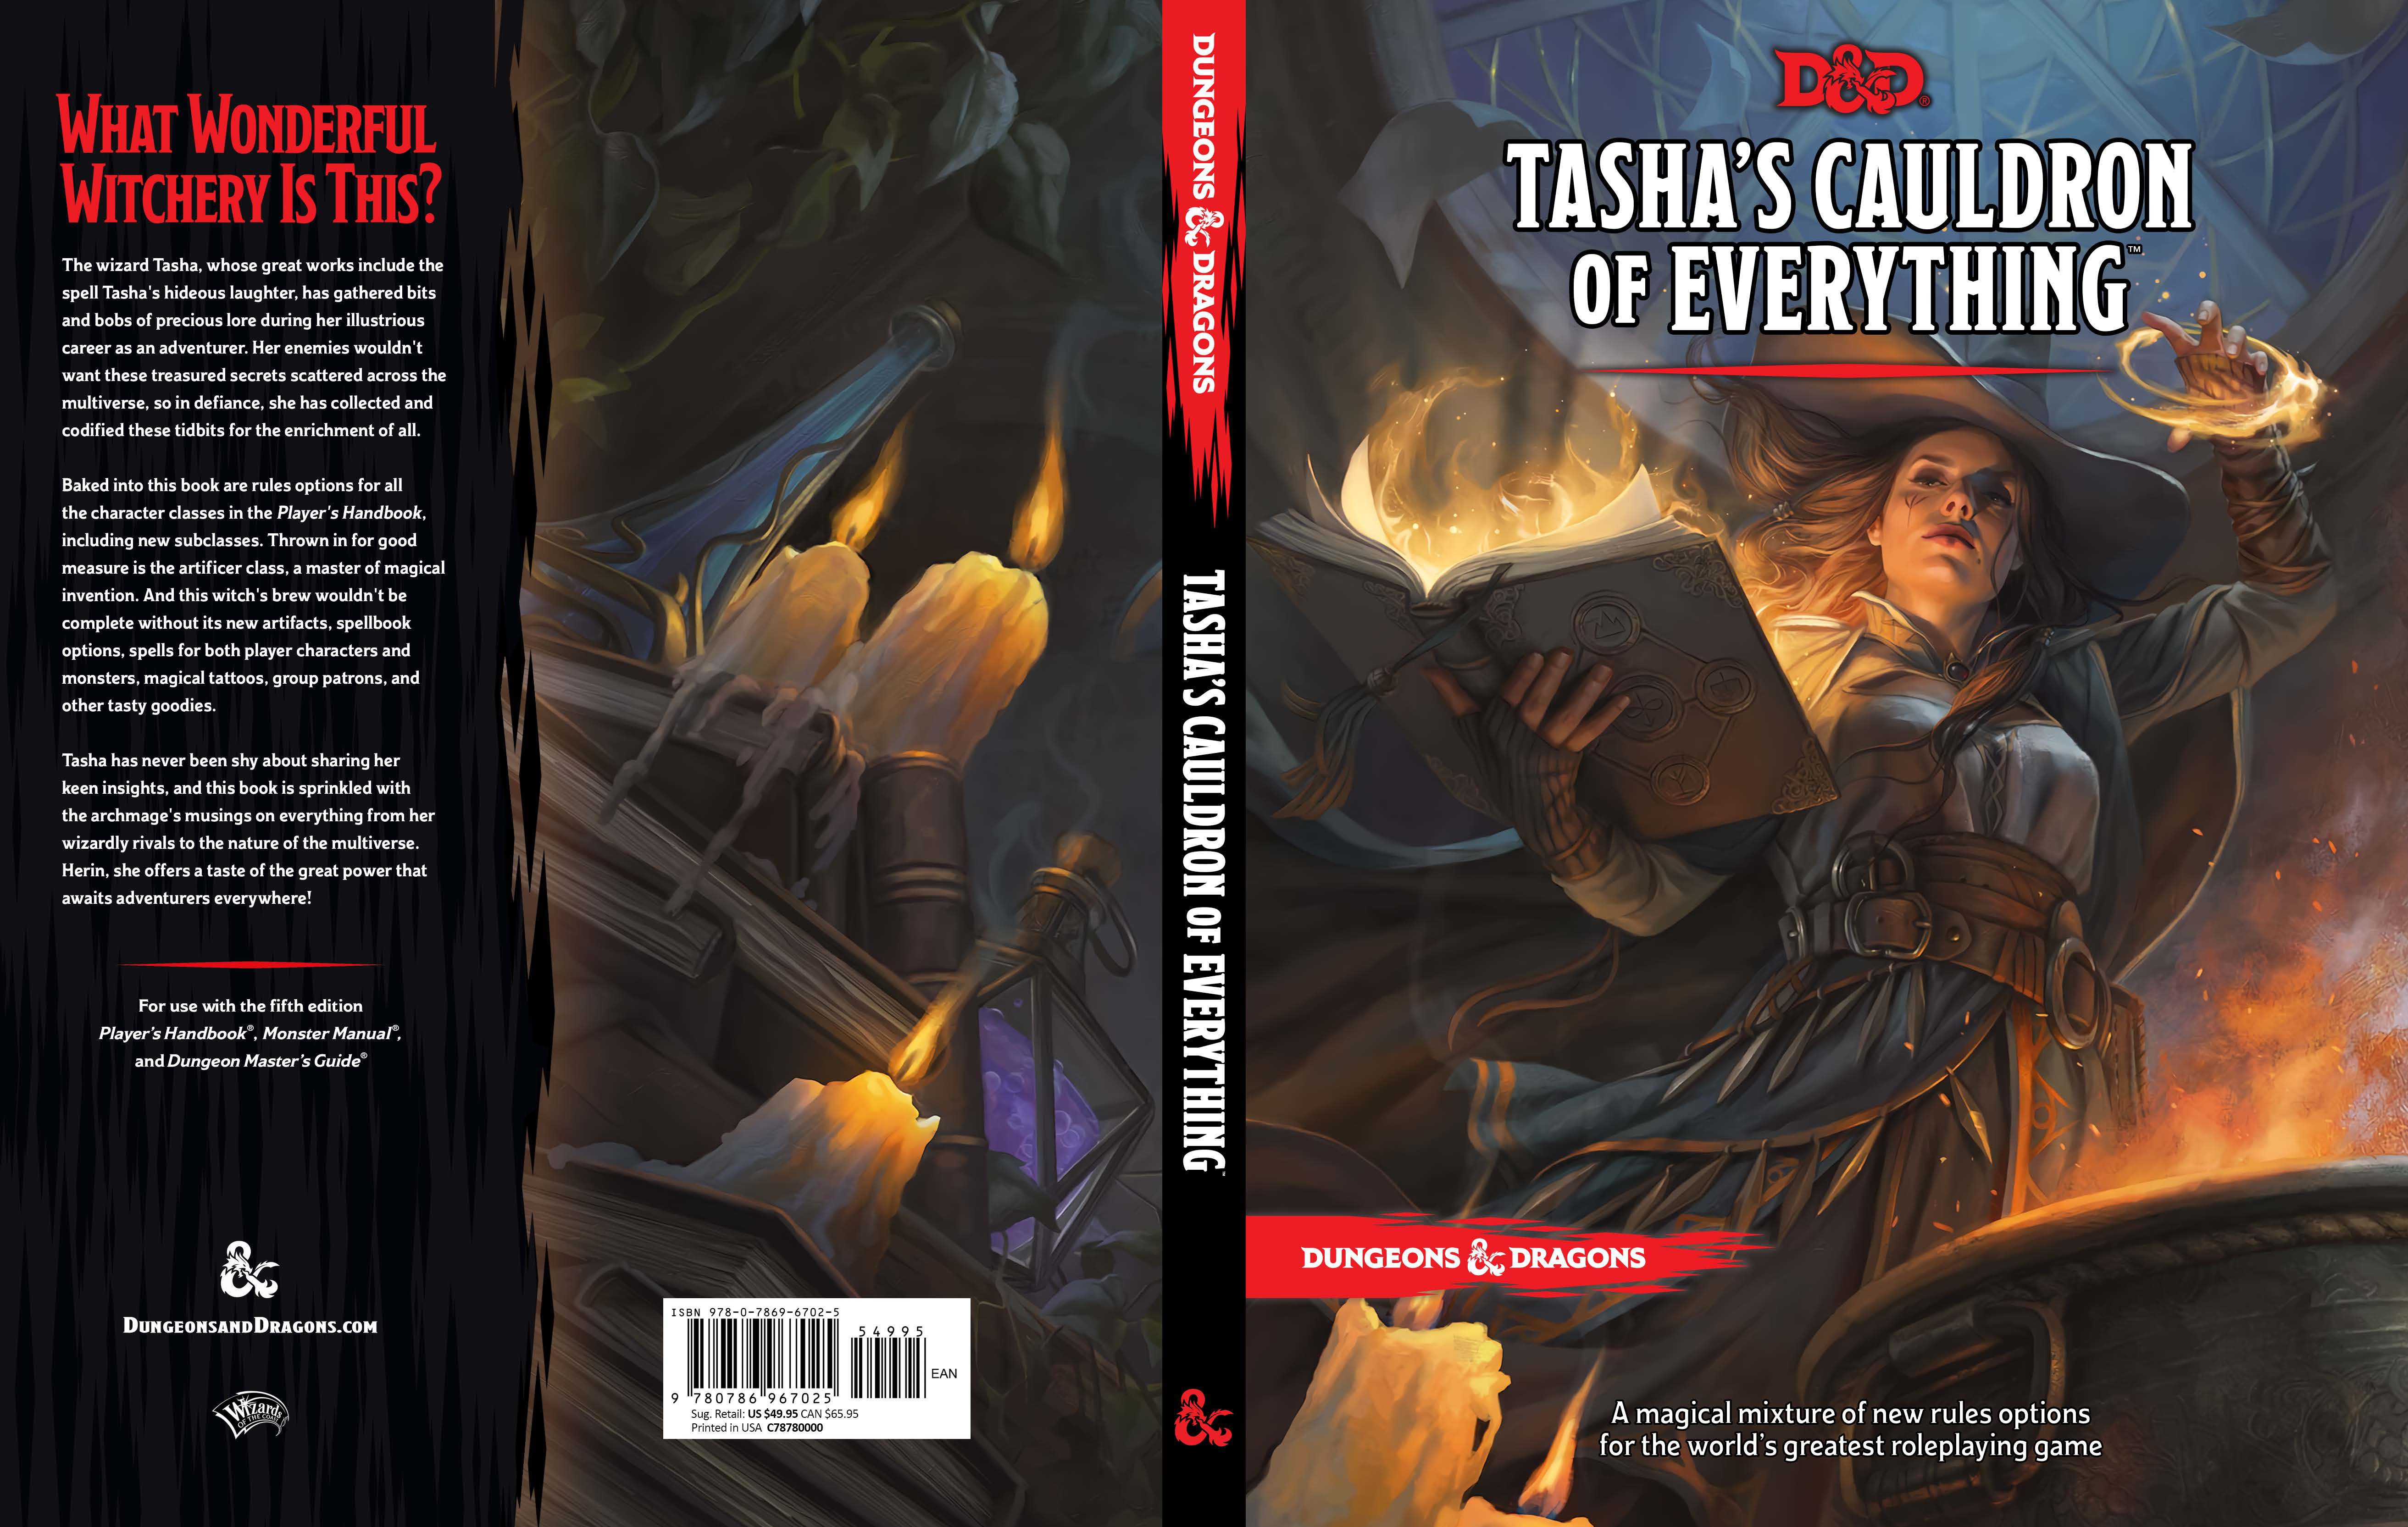 WHAT WONDERFUL
WITCHERY IS THIS?
The wizard Tasha, whose great works include the
spell Tasha's hideous laughter, has gathered bits
and bobs of precious lore during her illustrious
career as an adventurer. Her enemies wouldn't
want these treasured secrets scattered across the
multiverse, so in defiance, she has collected and
codified these tidbits for the enrichment of all.
Baked into this book are rules options for all
the character classes in the Player's Handbook,
including new subclasses. Thrown in for good
measure is the artificer class, a master of magical
invention. And this witch's brew wouldn't be
complete without its new artifacts, spellbook
options, spells for both player characters and
monsters, magical tattoos, group patrons, and
other tasty goodies.
Tasha has never been shy about sharing her
keen insights, and this book is sprinkled with
the archmage's musings on everything from her
wizardly rivals to the nature of the multiverse.
Herin, she offers a taste of the great power that
awaits adventurers everywhere!
For use with the fifth edition
Player's Handbook®, Monster Manual®,
and Dungeon Master's Guide®
&
DUNGEONSANDDRAGONS.COM
Wizards
OF THE COAST
ISBN 978-0-7869-6702-5
54995
EAN
9 780786 967025
Sug. Retail: US $49.95 CAN $65.95
Printed in USA C78780000
DUNGEONS & DRAGONS
TASHA'S CAULDRON OF EVERYTHING™
&
D&D®
TASHA'S CAULDRON
OF EVERYTHING™
DUNGEONS & DRAGONS
A magical mixture of new rules options
for the world's greatest roleplaying game